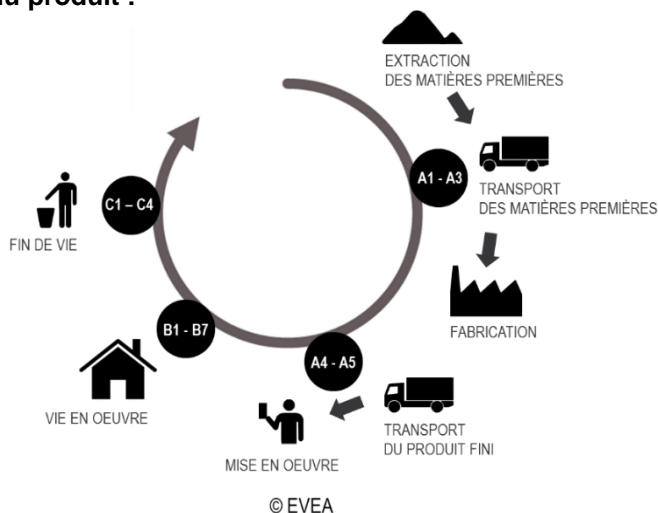 du produit :
EXTRACTION
DES MATIÈRES PREMIÈRES
A1 - A3
TRANSPORT
DES MATIÈRES PREMIÈRES
FABRICATION
A4 - A5
TRANSPORT
DU PRODUIT FINI
MISE EN OEUVRE
B1 - B7
VIE EN OEUVRE
C1 – C4
FIN DE VIE
© EVEA